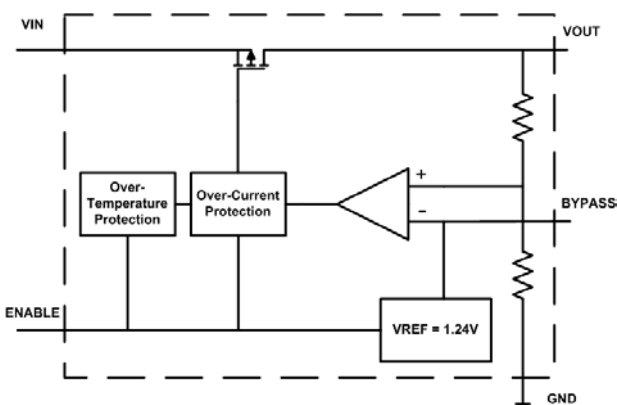 VIN
VOUT
+
Over-
Temperature
Protection
Over-Current
Protection
–
BYPASS
ENABLE
VREF = 1.24V
GND